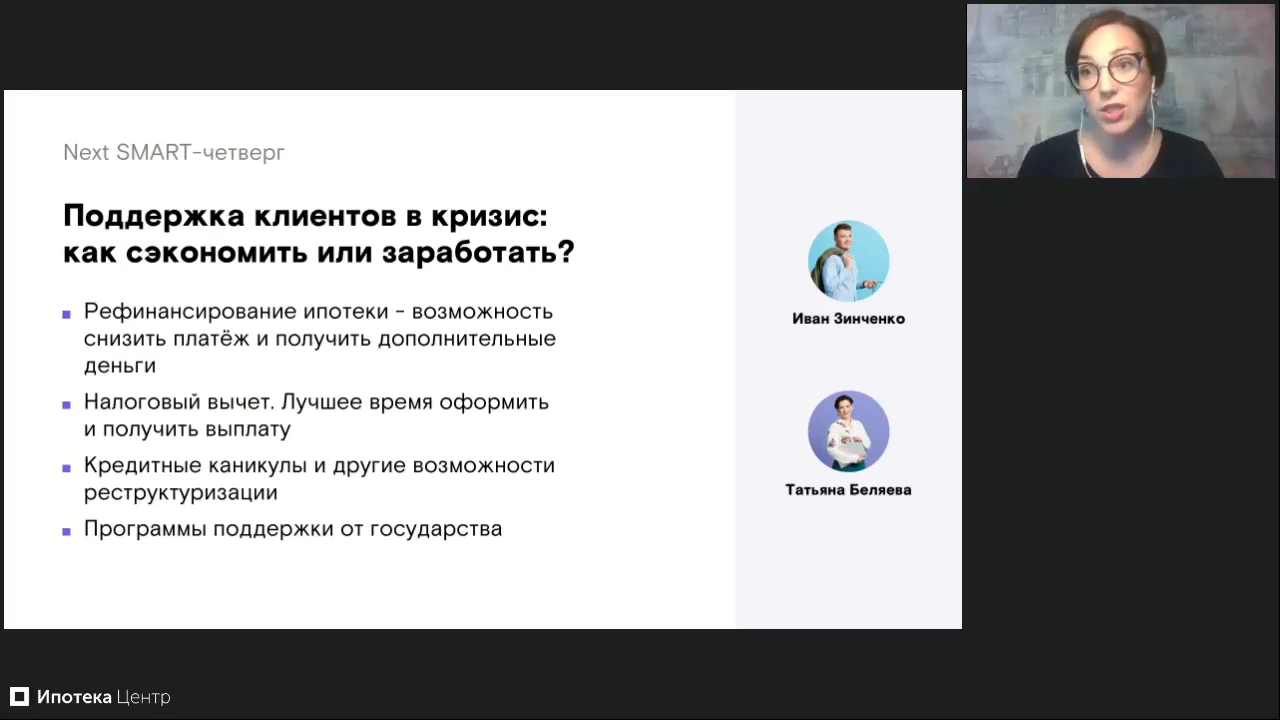 Next SMART-четверг
Поддержка клиентов в кризис:
как сэкономить или заработать?
Рефинансирование ипотеки - возможность
снизить платёж и получить дополнительные
деньги
Налоговый вычет. Лучшее время оформить
и получить выплату
Кредитные каникулы и другие возможности
реструктуризации
Программы поддержки от государства
Иван Зинченко
Татьяна Беляева
Ипотека Центр